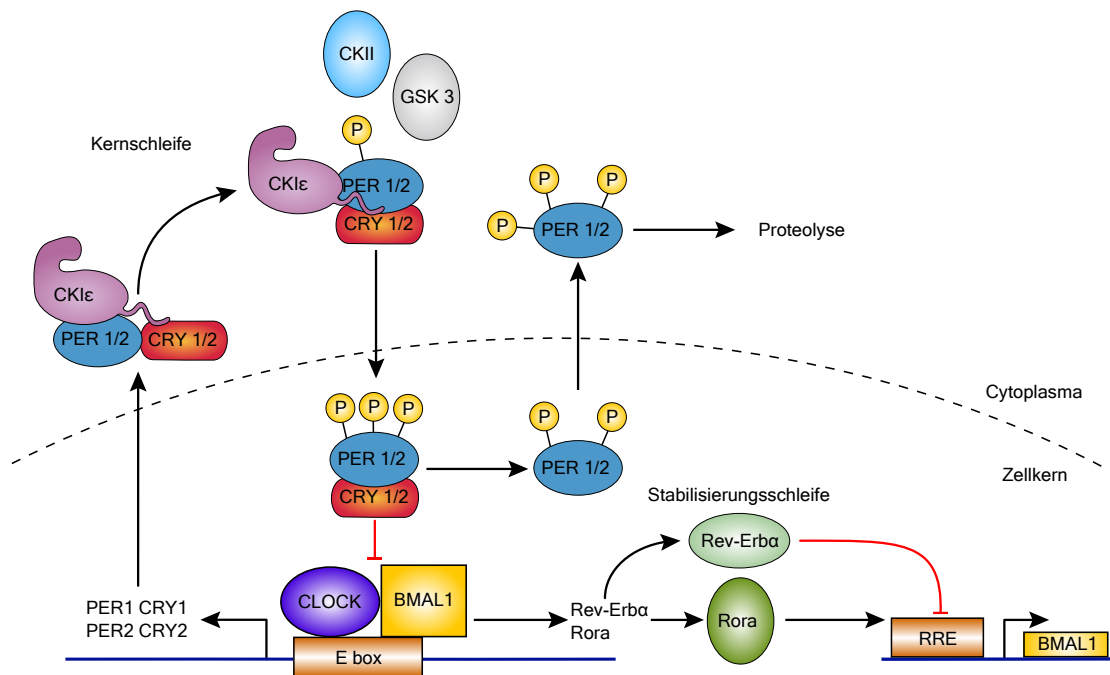 CKII
GSK 3
Kernschleife
P
CKIε
PER 1/2
CRY 1/2
P
P
P
PER 1/2
Proteolyse
CKIε
PER 1/2
CRY 1/2
Cytoplasma
Zellkern
P
P
P
PER 1/2
CRY 1/2
P
P
PER 1/2
Stabilisierungsschleife
Rev-Erbα
CLOCK
BMAL1
PER1 CRY1
PER2 CRY2
Rev-Erbα
Rora
Rora
E box
RRE
BMAL1